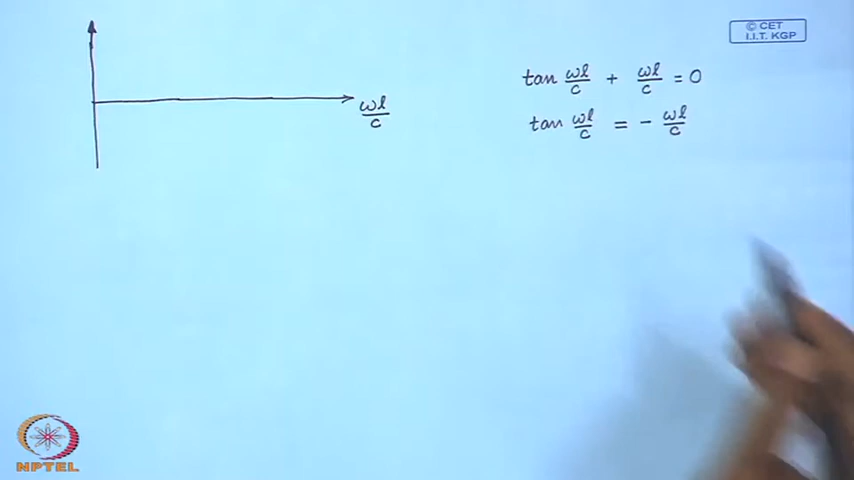 © CET
I.I.T. KGP
tan ωl/c + ωl/c = 0
tan ωl/c = - ωl/c
ωl/c
NPTEL